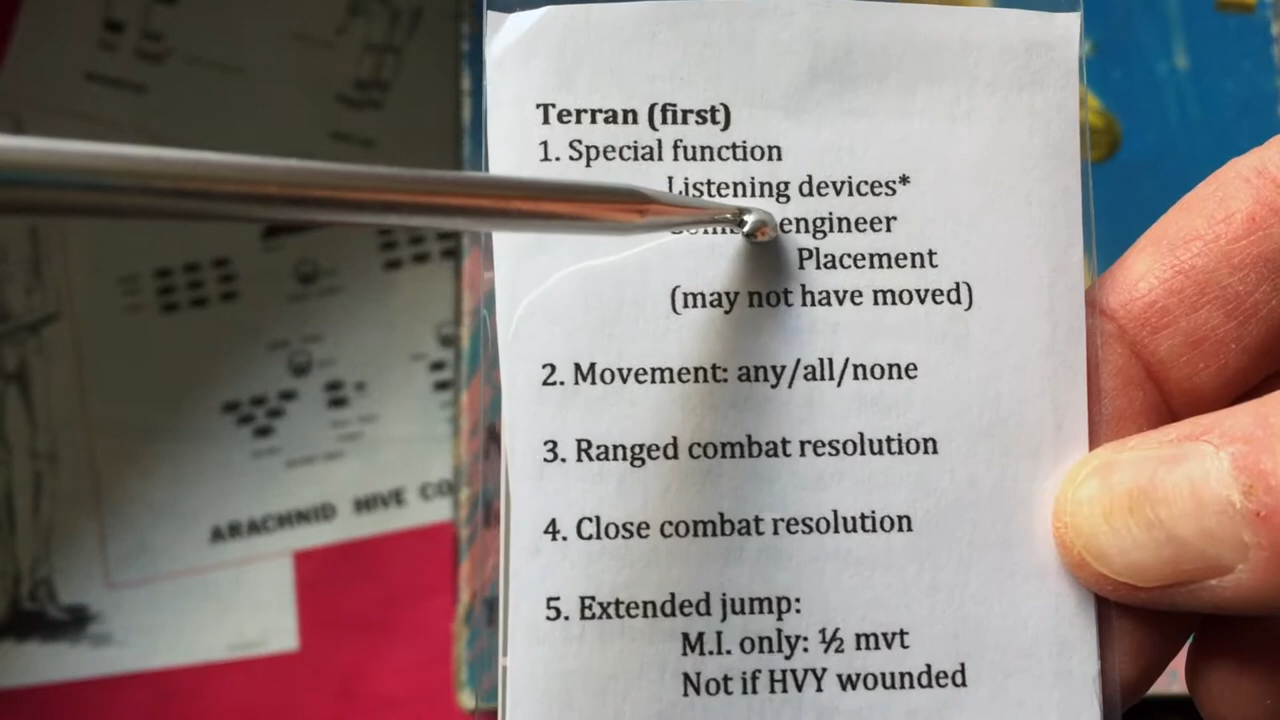 Terran (first)
1. Special function
Listening devices*
engineer
Placement
(may not have moved)
2. Movement: any/all/none
3. Ranged combat resolution
4. Close combat resolution
5. Extended jump:
M.I. only: ½ mvt
Not if HVY wounded
ARACHNID HIVE CO